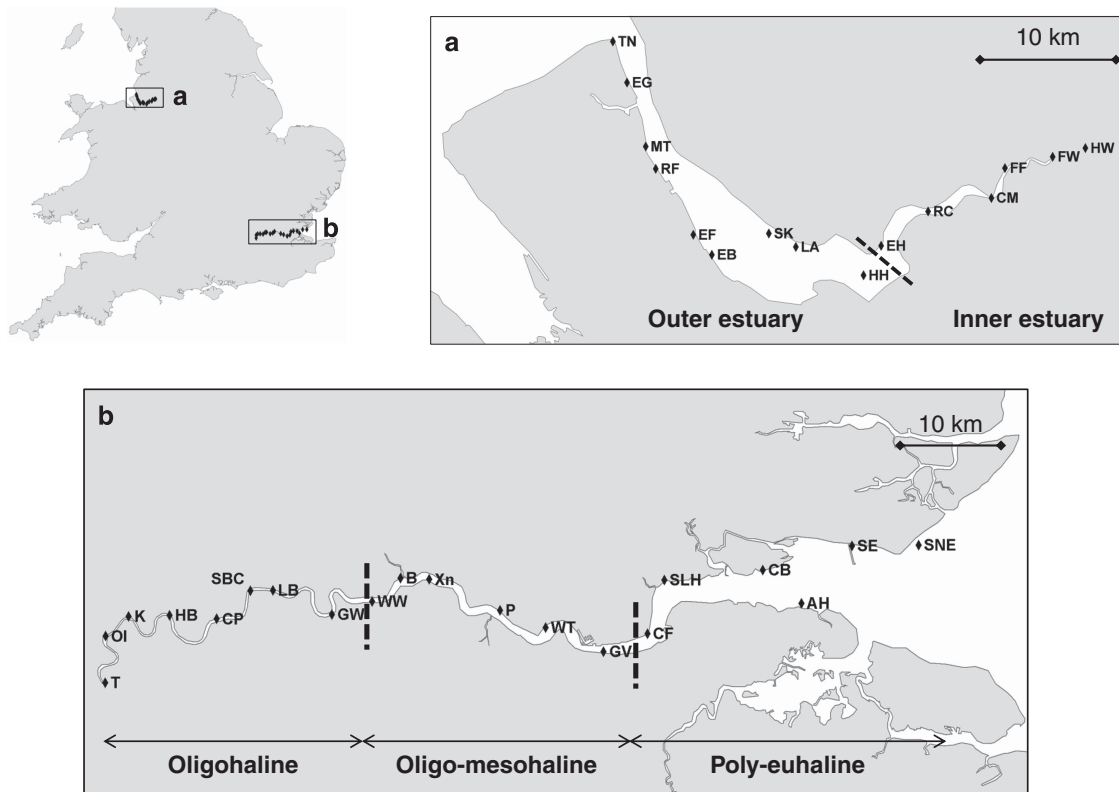 a
b
a
10 km
TN
EG
MT
RF
EF
EB
SK
LA
HH
EH
RC
CM
FF
FW
HW
Outer estuary
Inner estuary
b
10 km
T
OI
K
HB
CP
SBC
LB
GW
WW
B
Xn
P
WT
GV
CF
SLH
CB
AH
SE
SNE
Oligohaline
Oligo-mesohaline
Poly-euhaline